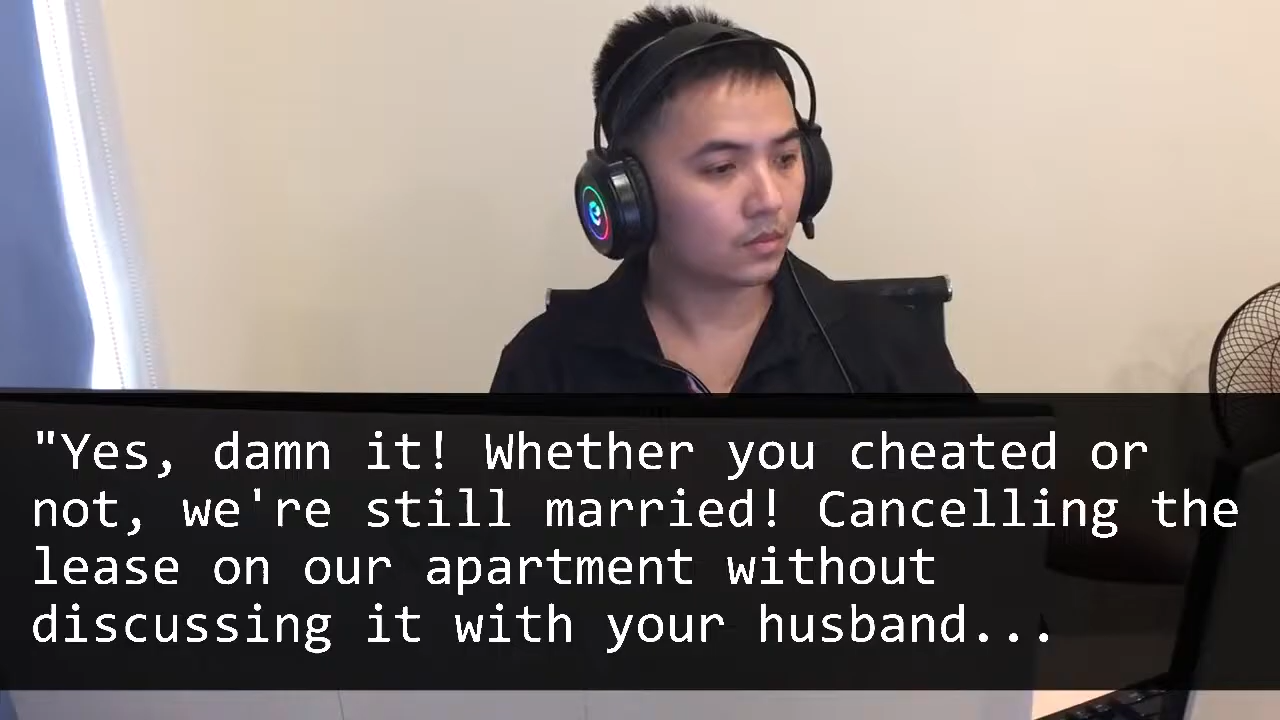 "Yes, damn it! Whether you cheated or
not, we're still married! Cancelling the
lease on our apartment without
discussing it with your husband...